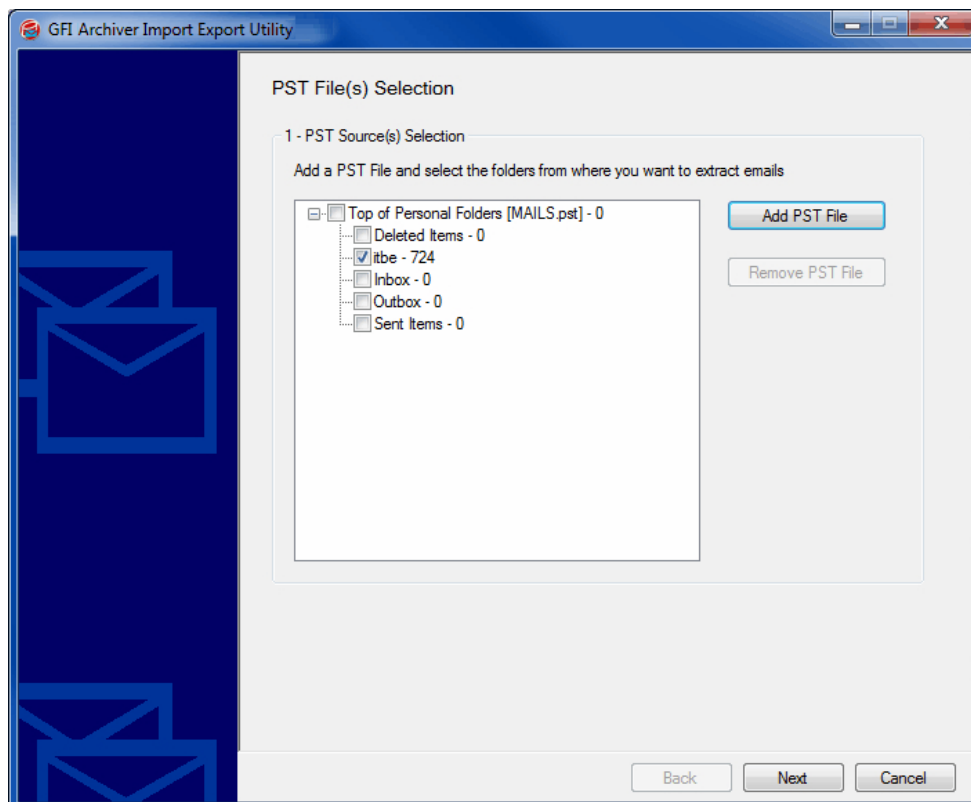 GFI Archiver Import Export Utility
PST File(s) Selection
1 - PST Source(s) Selection
Add a PST File and select the folders from where you want to extract emails
Top of Personal Folders [MAILS.pst] - 0
Deleted Items - 0
itbe - 724
Inbox - 0
Outbox - 0
Sent Items - 0
Add PST File
Remove PST File
Back
Next
Cancel